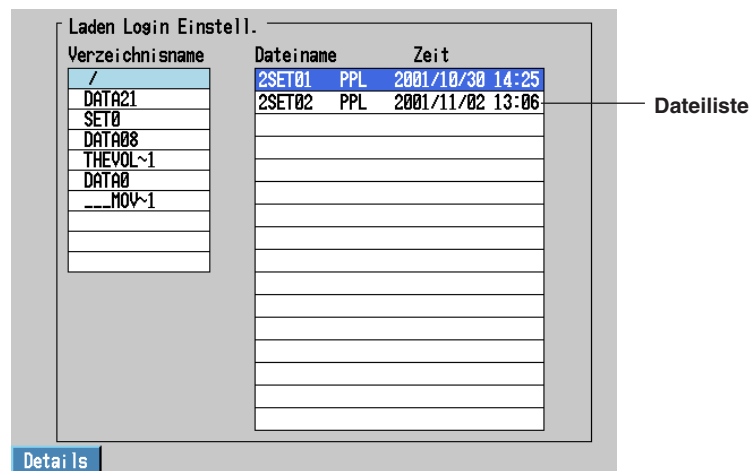 Laden Login Einstell.
Verzeichnisname
/
DATA21
SET0
DATA08
THEVOL~1
DATA0
___MOV~1
Dateiname Zeit
2SET01 PPL 2001/10/30 14:25
2SET02 PPL 2001/11/02 13:06
Dateiliste
Details